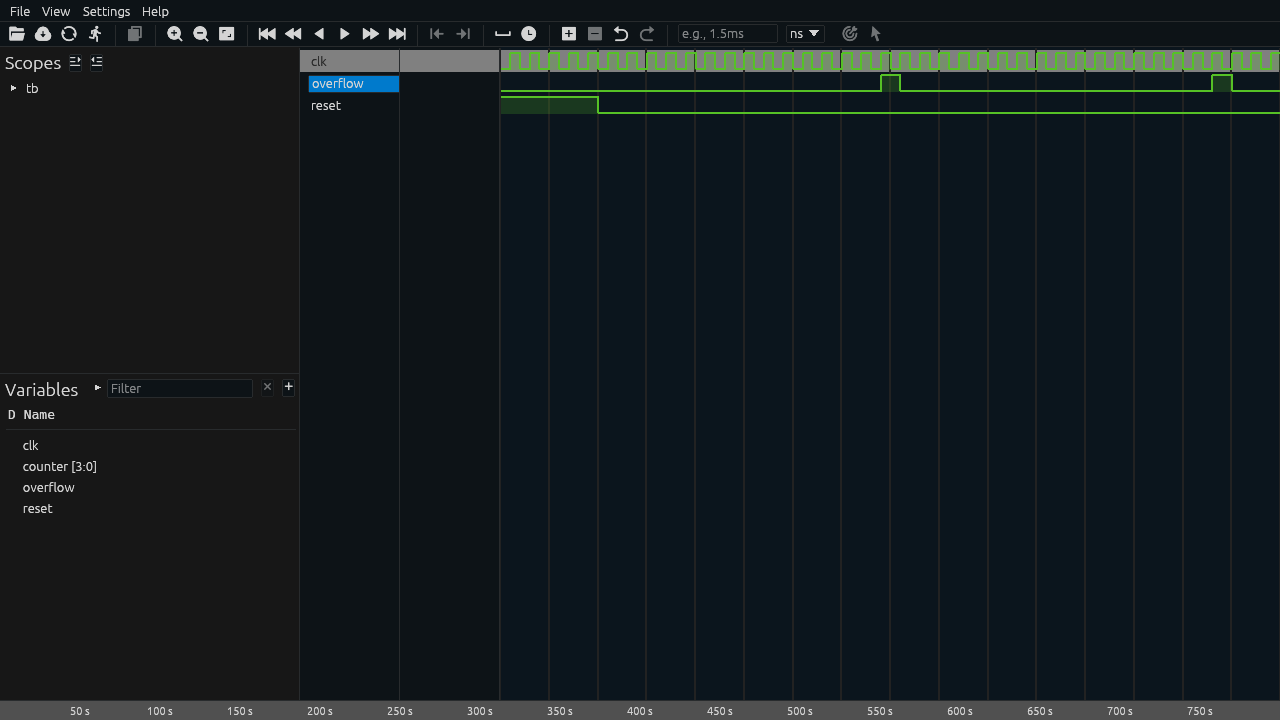 File View Settings Help
e.g., 1.5ms ns
Scopes
tb
clk
overflow
reset
Variables Filter
D Name
clk
counter [3:0]
overflow
reset
50 s 100 s 150 s 200 s 250 s 300 s 350 s 400 s 450 s 500 s 550 s 600 s 650 s 700 s 750 s